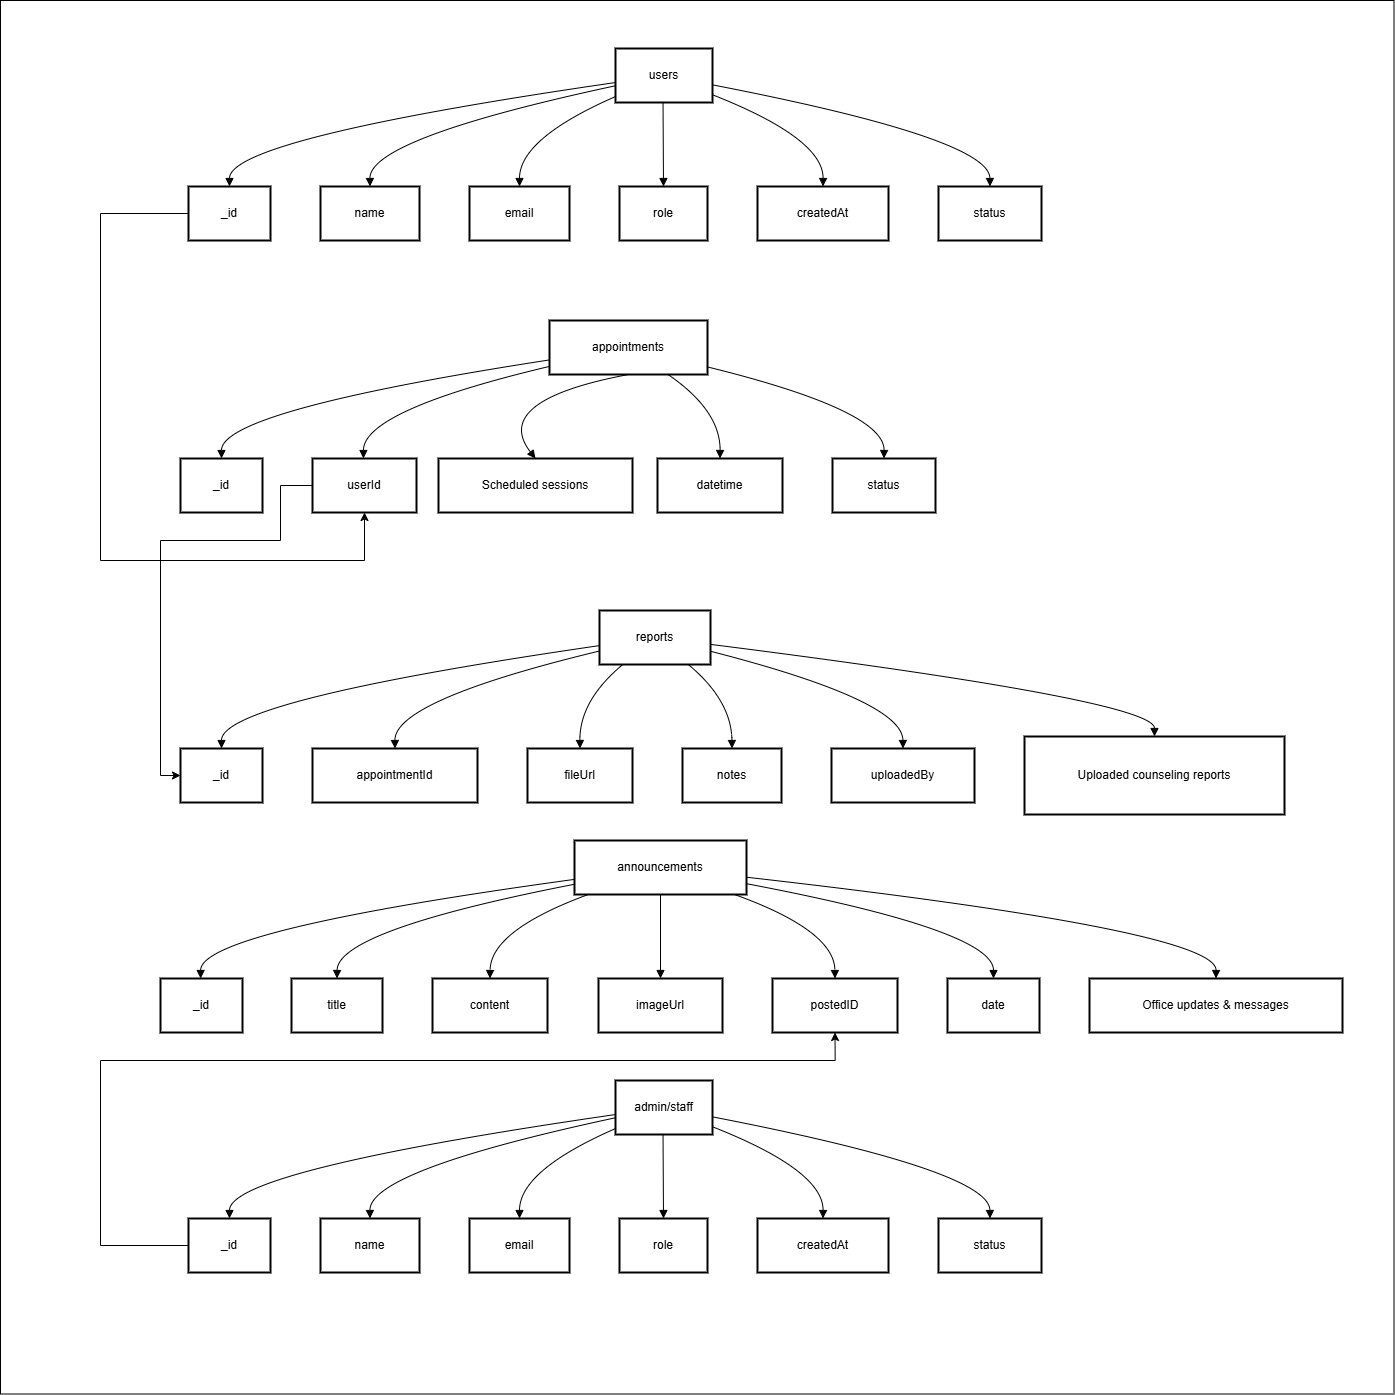 users
_id
name
email
role
createdAt
status
appointments
_id
userId
Scheduled sessions
datetime
status
reports
_id
appointmentId
fileUrl
notes
uploadedBy
Uploaded counseling reports
announcements
_id
title
content
imageUrl
postedID
date
Office updates & messages
admin/staff
_id
name
email
role
createdAt
status